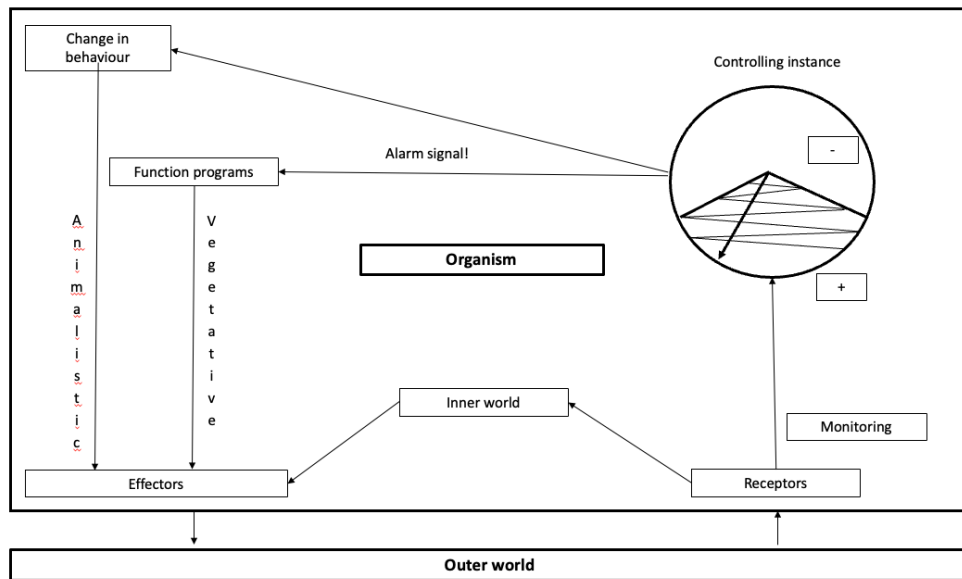 Change in
behaviour
Controlling instance
-
Alarm signal!
Function programs
A
n
i
m
a
l
i
s
t
i
c
V
e
g
e
t
a
t
i
v
e
Organism
+
Inner world
Monitoring
Effectors
Receptors
Outer world